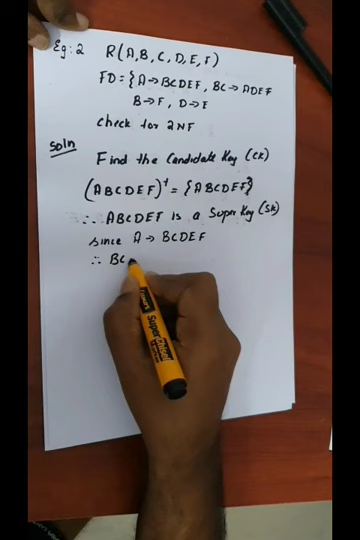 Eg:2 R(A,B,C,D,E,F)
FD = {A→BCDEF, BC→ADEF
B→F, D→E
check for 2NF
Soln
Find the Candidate Key (CK)
(ABCDEF)⁺ = {ABCDEF}
∴ ABCDEF is a Super Key (SK)
since A → BCDEF
∴ BC